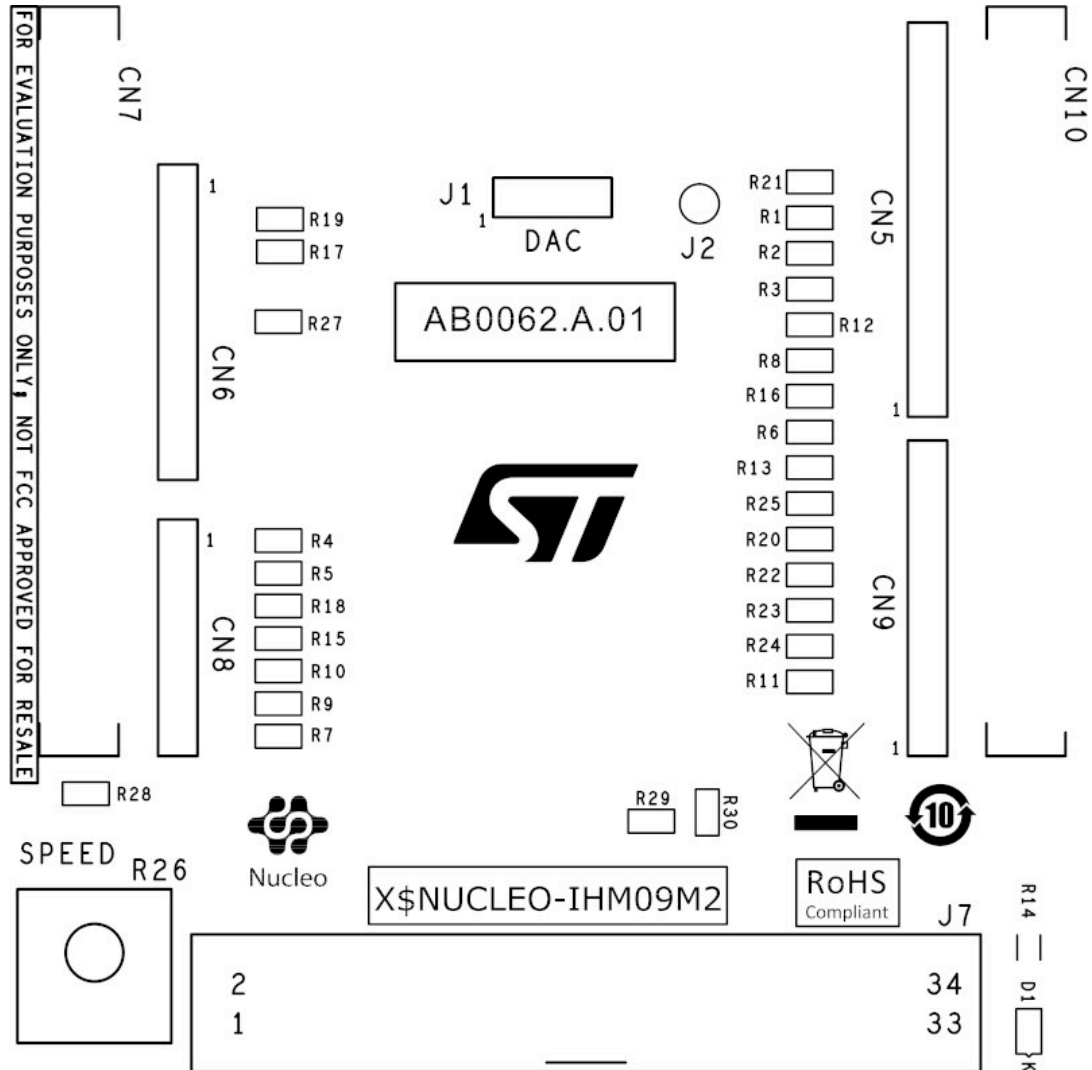 FOR EVALUATION PURPOSES ONLY; NOT FCC APPROVED FOR RESALE
CN7
CN10
1
CN6
R19
R17
R27
J1
1
DAC
J2
AB0062.A.01
R21
R1
R2
R3
R12
R8
R16
R6
R13
R25
R20
R22
R23
R24
R11
CN5
1
CN9
1
ST
1
CN8
R4
R5
R18
R15
R10
R9
R7
R28
SPEED
R26
Nucleo
R29
R30
10
X$NUCLEO-IHM09M2
RoHS
Compliant
J7
R14
2
1
34
33
D1
K